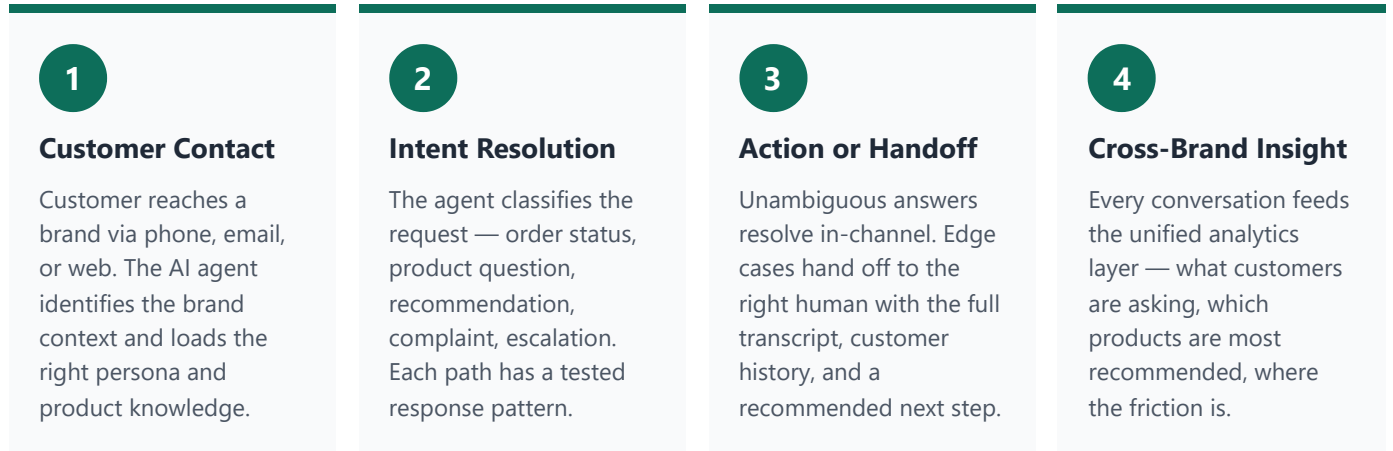 1
Customer Contact
Customer reaches a
brand via phone, email,
or web. The AI agent
identifies the brand
context and loads the
right persona and
product knowledge.
2
Intent Resolution
The agent classifies the
request — order status,
product question,
recommendation,
complaint, escalation.
Each path has a tested
response pattern.
3
Action or Handoff
Unambiguous answers
resolve in-channel. Edge
cases hand off to the
right human with the full
transcript, customer
history, and a
recommended next step.
4
Cross-Brand Insight
Every conversation feeds
the unified analytics
layer — what customers
are asking, which
products are most
recommended, where
the friction is.